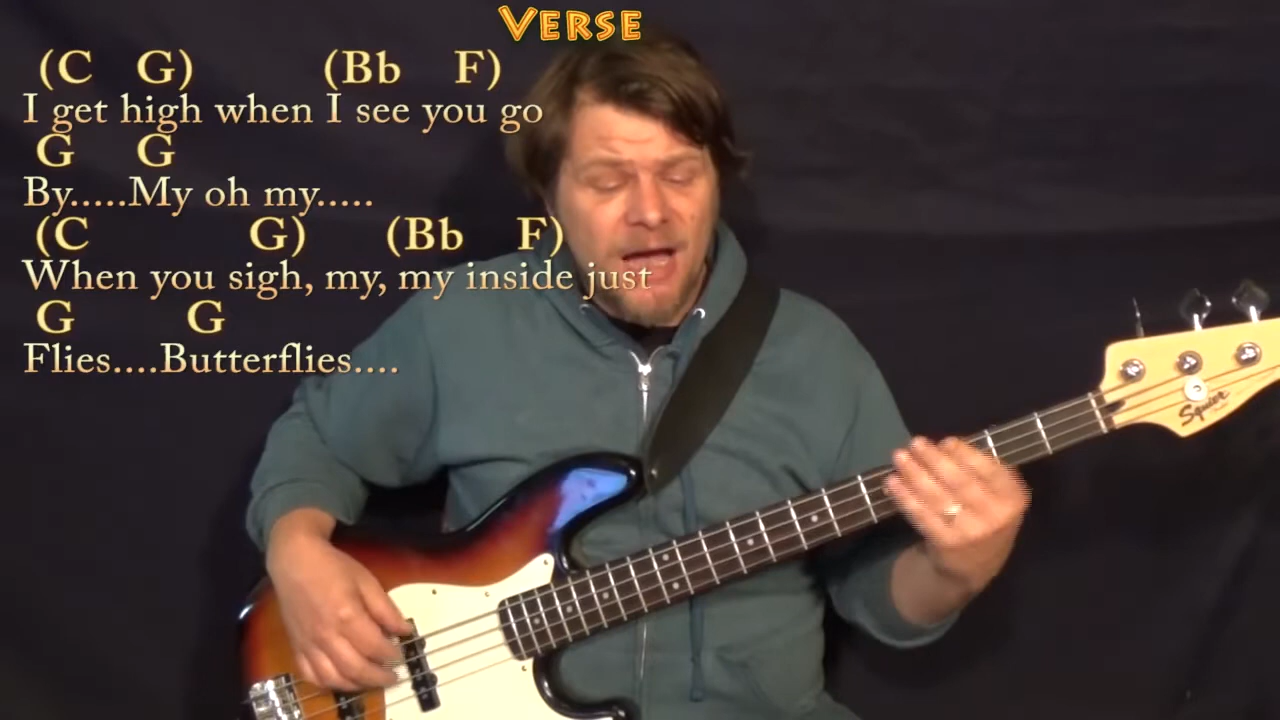 VERSE
(C G) (Bb F)
I get high when I see you go
G G
By.....My oh my.....
(C G) (Bb F)
When you sigh, my, my inside just
G G
Flies....Butterflies....
Squier